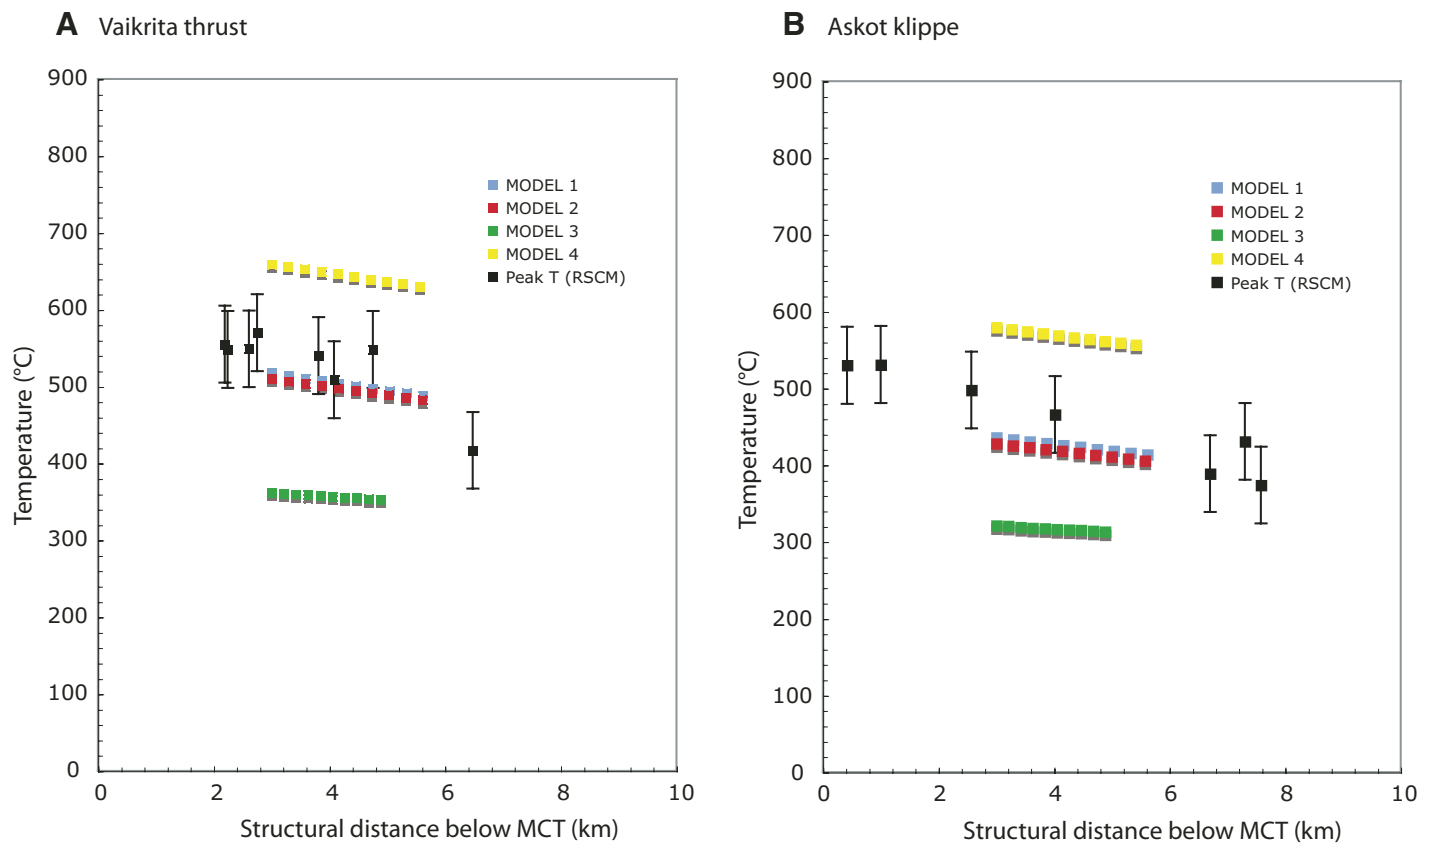 A Vaikrita thrust
900
800
700
600
500
400
300
200
100
0
0 2 4 6 8 10
Temperature (°C)
Structural distance below MCT (km)
MODEL 1
MODEL 2
MODEL 3
MODEL 4
Peak T (RSCM)
B Askot klippe
900
800
700
600
500
400
300
200
100
0
0 2 4 6 8 10
Temperature (°C)
Structural distance below MCT (km)
MODEL 1
MODEL 2
MODEL 3
MODEL 4
Peak T (RSCM)